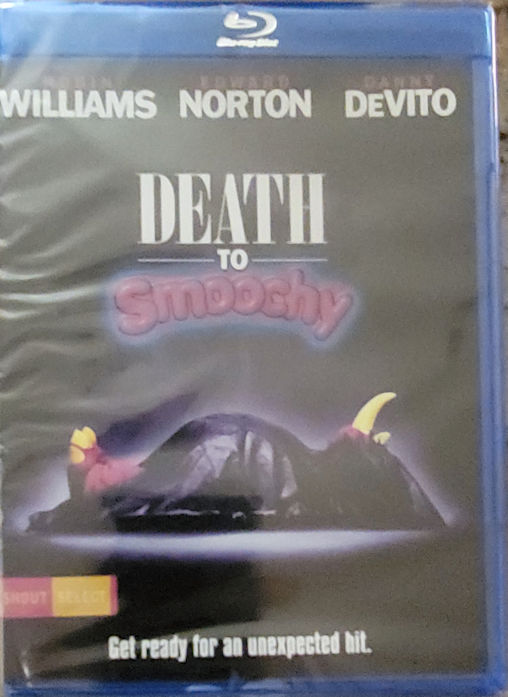 Blu-ray Disc
ROBIN EDWARD DANNY
WILLIAMS NORTON DeVITO
DEATH
TO
Smoochy
SHOUT SELECT
Get ready for an unexpected hit.